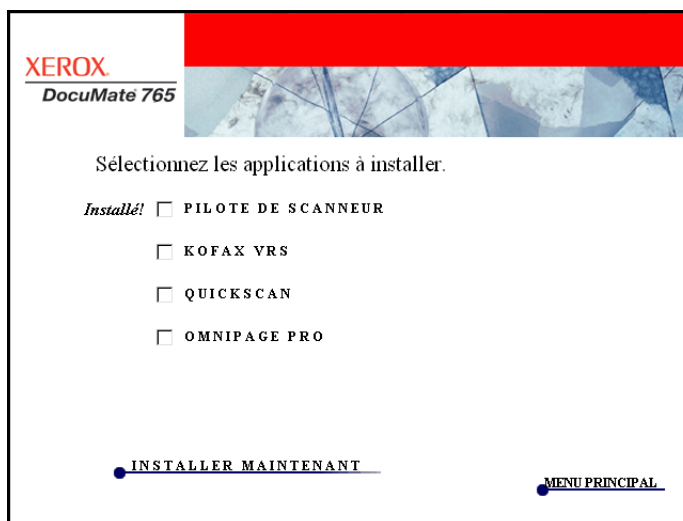 XEROX.
DocuMate 765
Sélectionnez les applications à installer.
Installé! PILOTE DE SCANNEUR
KOFAX VRS
QUICKSCAN
OMNIPAGE PRO
INSTALLER MAINTENANT
MENU PRINCIPAL